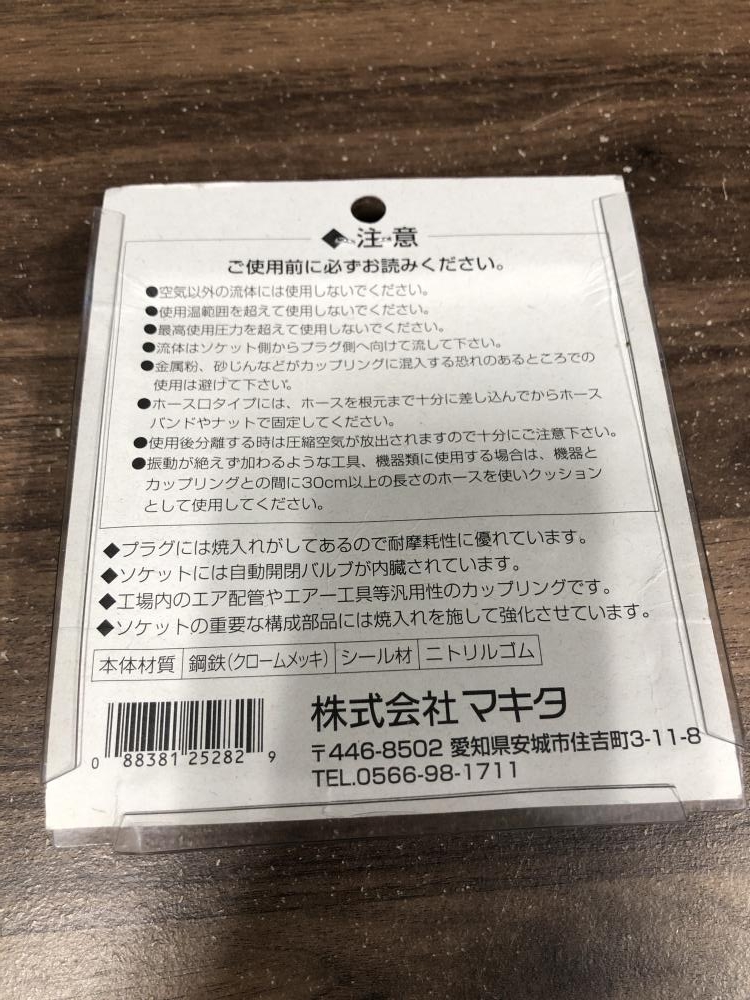 ◆注意
ご使用前に必ずお読みください。
●空気以外の流体には使用しないでください。
●使用温範囲を超えて使用しないでください。
●最高使用圧力を超えて使用しないでください。
●流体はソケット側からプラグ側へ向けて流して下さい。
●金属粉、砂じんなどがカップリングに混入する恐れのあるところでの
使用は避けて下さい。
●ホース口タイプには、ホースを根元まで十分に差し込んでからホース
バンドやナットで固定してください。
●使用後分離する時は圧縮空気が放出されますので十分にご注意下さい。
●振動が絶えず加わるような工具、機器類に使用する場合は、機器と
カップリングとの間に30cm以上の長さのホースを使いクッション
として使用してください。
◆プラグには焼入れがしてあるので耐摩耗性に優れています。
◆ソケットには自動開閉バルブが内臓されています。
◆工場内のエア配管やエアー工具等汎用性のカップリングです。
◆ソケットの重要な構成部品には焼入れを施して強化させています。
本体材質 鋼鉄(クロームメッキ) シール材 ニトリルゴム
株式会社マキタ
〒446-8502 愛知県安城市住吉町3-11-8
TEL.0566-98-1711
0 88381 25282 9